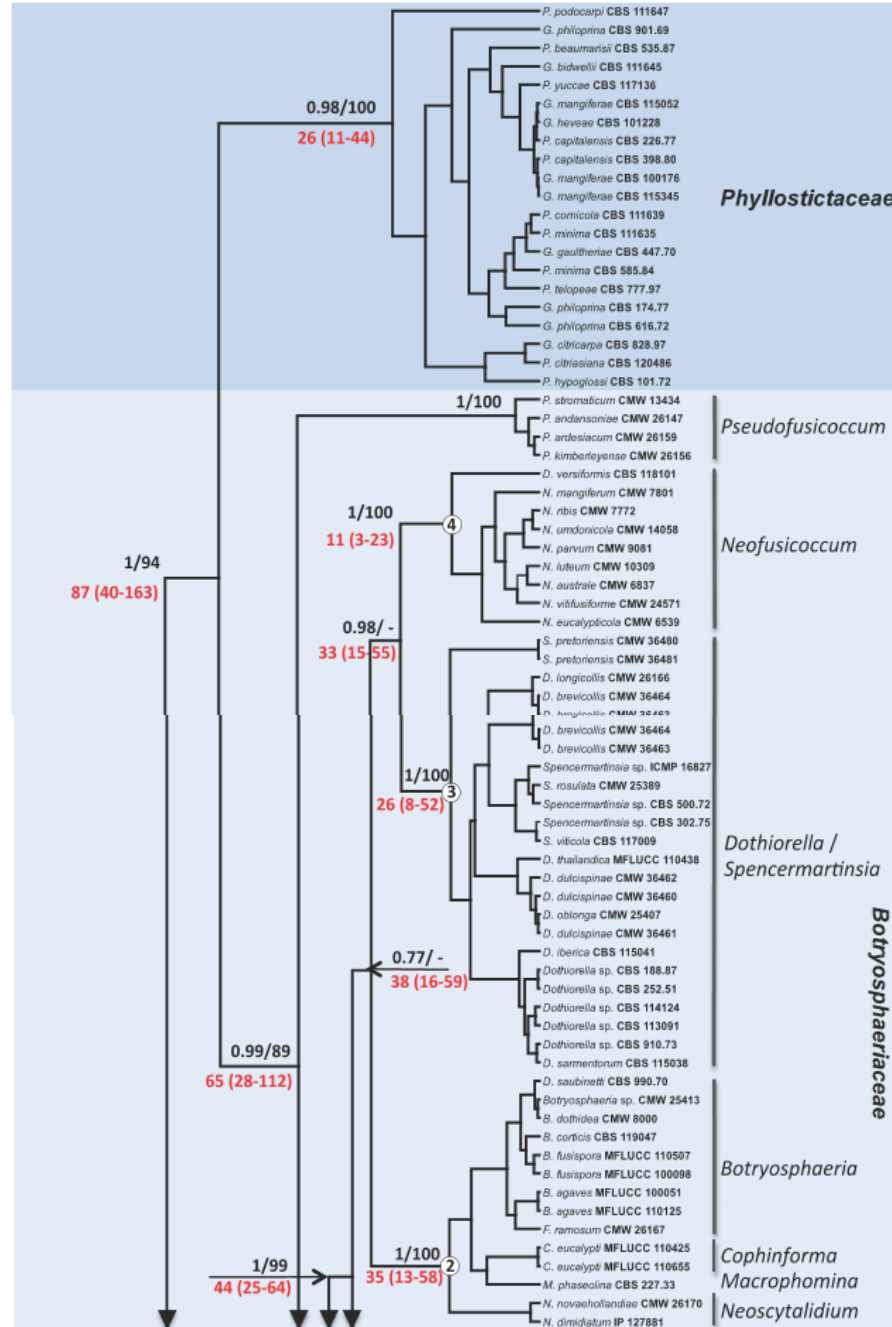 P. podocarpi CBS 111647
G. philoprina CBS 901.69
P. beaumarisii CBS 535.87
G. bidwellii CBS 111645
P. yuccae CBS 117136
0.98/100
G. mangiferae CBS 115052
G. heveae CBS 101228
26 (11-44)
P. capitalensis CBS 226.77
P. capitalensis CBS 398.80
G. mangiferae CBS 100176
G. mangiferae CBS 115345
Phyllostictaceae
P. cornicola CBS 111639
P. minima CBS 111635
G. gaultheriae CBS 447.70
P. minima CBS 585.84
P. telopeae CBS 777.97
G. philoprina CBS 174.77
G. philoprina CBS 616.72
G. citricarpa CBS 828.97
P. citriasiana CBS 120486
P. hypoglossi CBS 101.72
1/100
P. stromaticum CMW 13434
P. andansoniae CMW 26147
Pseudofusicoccum
P. ardesiacum CMW 26159
P. kimberleyense CMW 26156
D. versiformis CBS 118101
N. mangiferum CMW 7801
1/100
N. ribis CMW 7772
4
N. umdonicola CMW 14058
11 (3-23)
N. parvum CMW 9081
Neofusicoccum
1/94
N. luteum CMW 10309
87 (40-163)
N. australe CMW 6837
N. vitifusiforme CMW 24571
N. eucalypticola CMW 6539
0.98/ -
33 (15-55)
S. pretoriensis CMW 36480
S. pretoriensis CMW 36481
D. longicollis CMW 26166
D. brevicollis CMW 36464
D. brevicollis CMW 36463
D. brevicollis CMW 36464
D. brevicollis CMW 36463
1/100
Spencermartinsia sp. ICMP 16827
3
26 (8-52)
S. rosulata CMW 25389
Spencermartinsia sp. CBS 500.72
Spencermartinsia sp. CBS 302.75
S. viticola CBS 117009
Dothiorella /
Spencermartinsia
D. thailandica MFLUCC 110438
D. dulcispinae CMW 36462
D. dulcispinae CMW 36460
D. oblonga CMW 25407
D. dulcispinae CMW 36461
0.77/ -
38 (16-59)
D. iberica CBS 115041
Dothiorella sp. CBS 188.87
Dothiorella sp. CBS 252.51
Dothiorella sp. CBS 114124
Dothiorella sp. CBS 113091
Botryosphaeriaceae
0.99/89
65 (28-112)
Dothiorella sp. CBS 910.73
D. sarmentorum CBS 115038
D. saubinetti CBS 990.70
Botryosphaeria sp. CMW 25413
B. dothidea CMW 8000
B. corticis CBS 119047
B. fusispora MFLUCC 110507
Botryosphaeria
B. fusispora MFLUCC 100098
B. agaves MFLUCC 100051
B. agaves MFLUCC 110125
F. ramosum CMW 26167
1/100
2
35 (13-58)
C. eucalypti MFLUCC 110425
C. eucalypti MFLUCC 110655
Cophinforma
1/99
44 (25-64)
M. phaseolina CBS 227.33
Macrophomina
N. novaehollandiae CMW 26170
N. dimidiatum IP 127881
Neoscytalidium